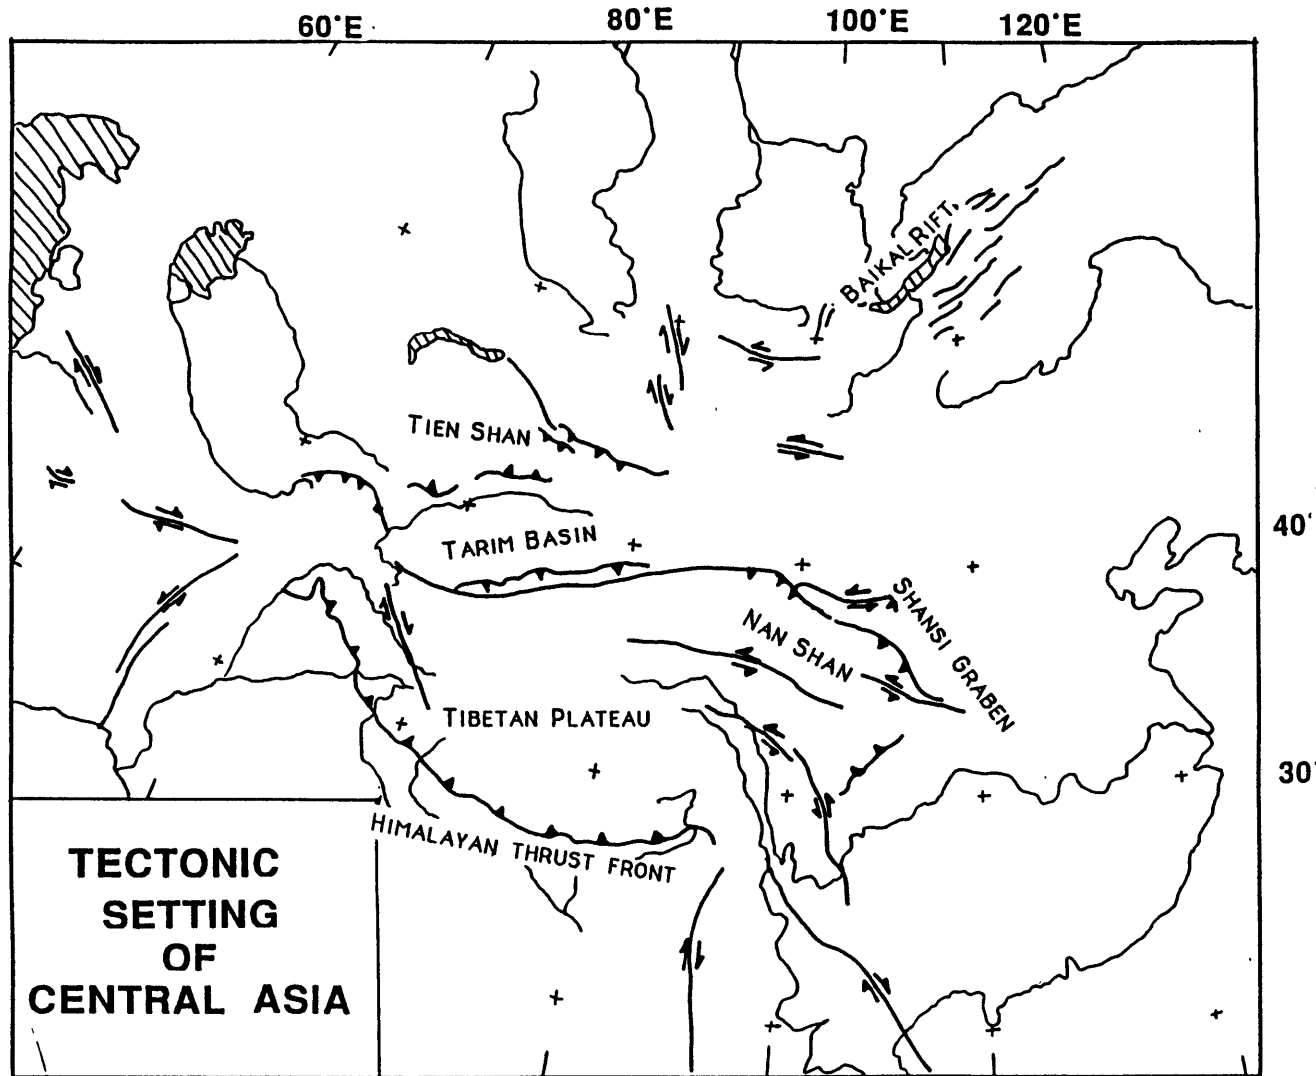 60°E 80°E 100°E 120°E
BAIKAL RIFT
TIEN SHAN
40°
TARIM BASIN
SHANSI GRABEN
NAN SHAN
TIBETAN PLATEAU
30°
HIMALAYAN THRUST FRONT
TECTONIC
SETTING
OF
CENTRAL ASIA